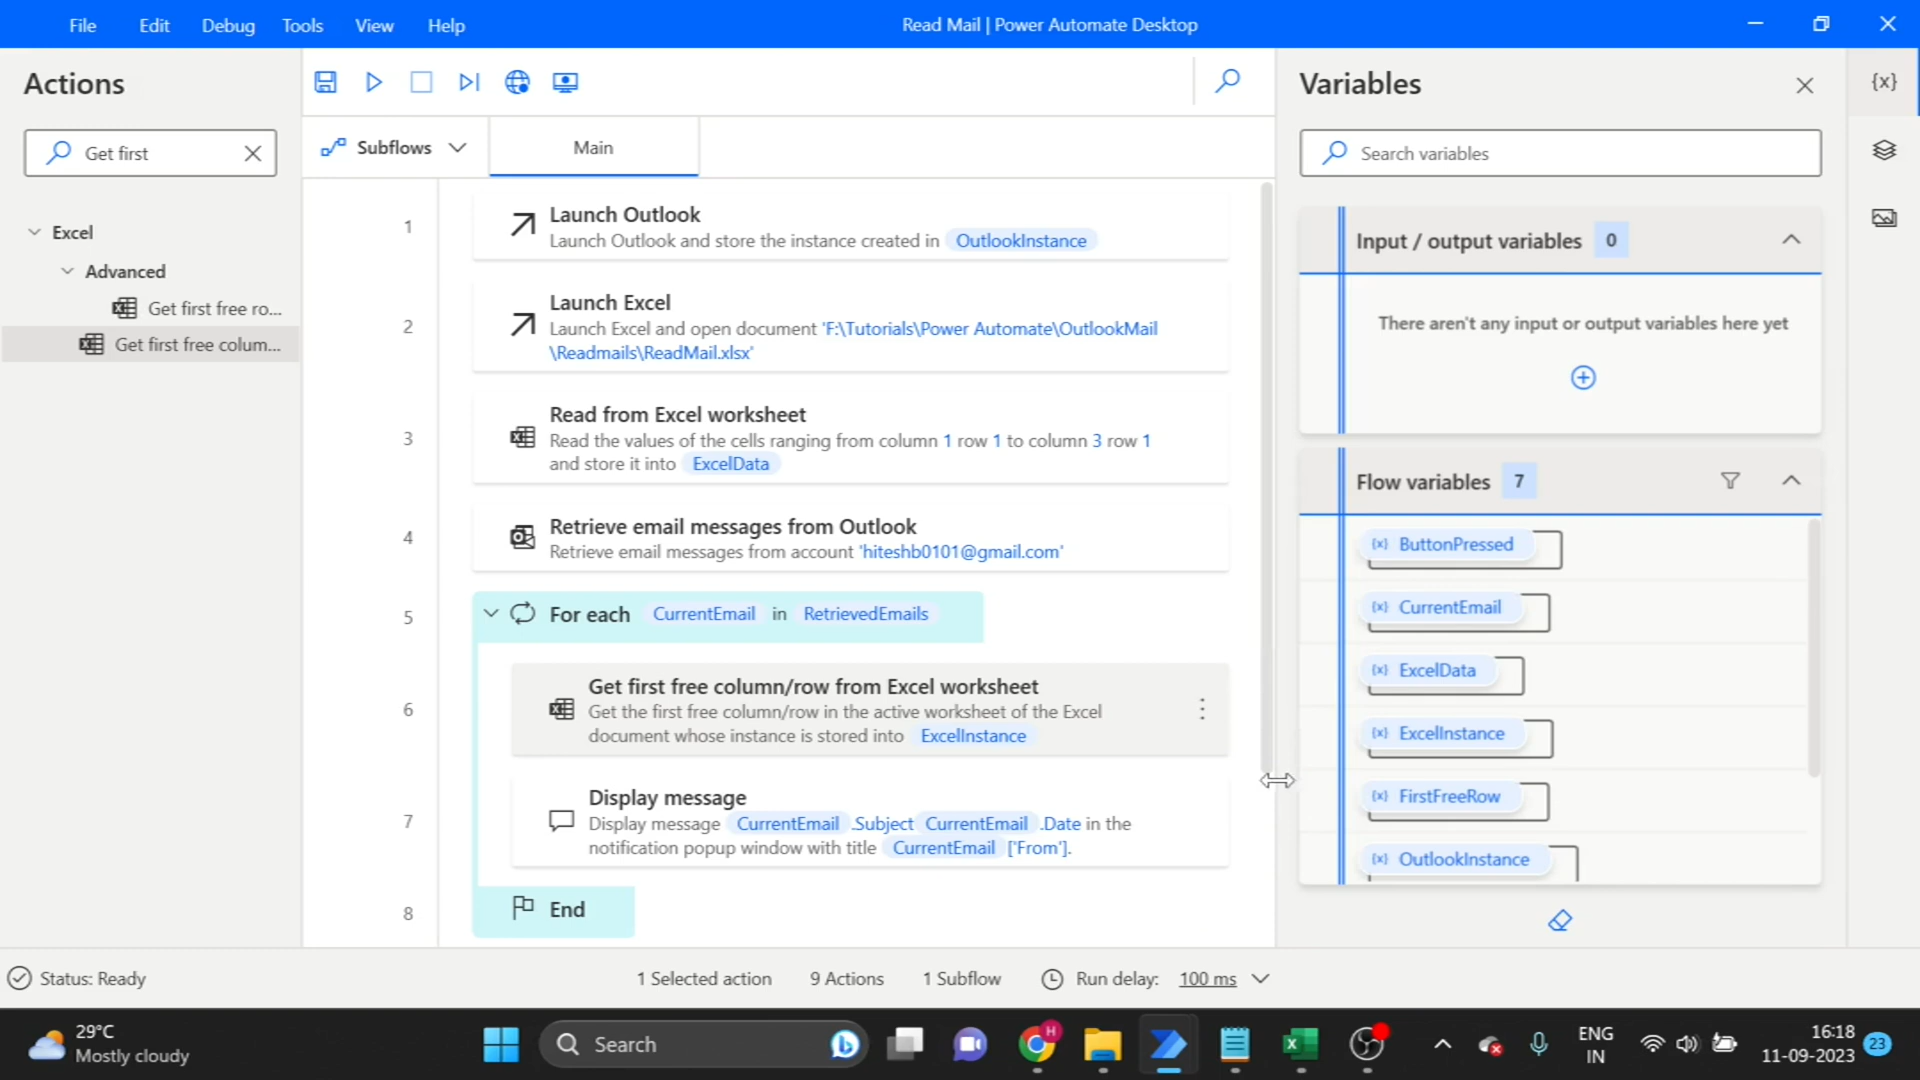 File Edit Debug Tools View Help
Read Mail | Power Automate Desktop
Actions
Get first
Excel
Advanced
Get first free ro...
Get first free colum...
Subflows
Main
1
Launch Outlook
Launch Outlook and store the instance created in OutlookInstance
2
Launch Excel
Launch Excel and open document 'F:\Tutorials\Power Automate\OutlookMail
\Readmails\ReadMail.xlsx'
3
Read from Excel worksheet
Read the values of the cells ranging from column 1 row 1 to column 3 row 1
and store it into ExcelData
4
Retrieve email messages from Outlook
Retrieve email messages from account 'hiteshb0101@gmail.com'
5
For each CurrentEmail in RetrievedEmails
6
Get first free column/row from Excel worksheet
Get the first free column/row in the active worksheet of the Excel
document whose instance is stored into ExcelInstance
7
Display message
Display message CurrentEmail .Subject CurrentEmail .Date in the
notification popup window with title CurrentEmail ['From'].
8
End
Variables
{x}
Search variables
Input / output variables 0
There aren't any input or output variables here yet
Flow variables 7
{x} ButtonPressed
{x} CurrentEmail
{x} ExcelData
{x} ExcelInstance
{x} FirstFreeRow
{x} OutlookInstance
Status: Ready
1 Selected action
9 Actions
1 Subflow
Run delay: 100 ms
29°C
Mostly cloudy
Search
H
ENG
IN
16:18
11-09-2023
23